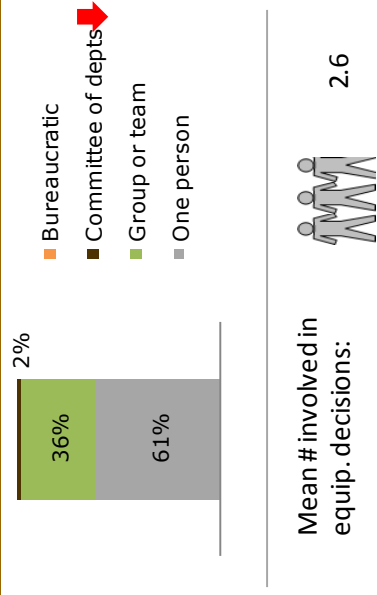 2%
36%
61%
Bureaucratic
Committee of depts
Group or team
One person
Mean # involved in
equip. decisions:
2.6